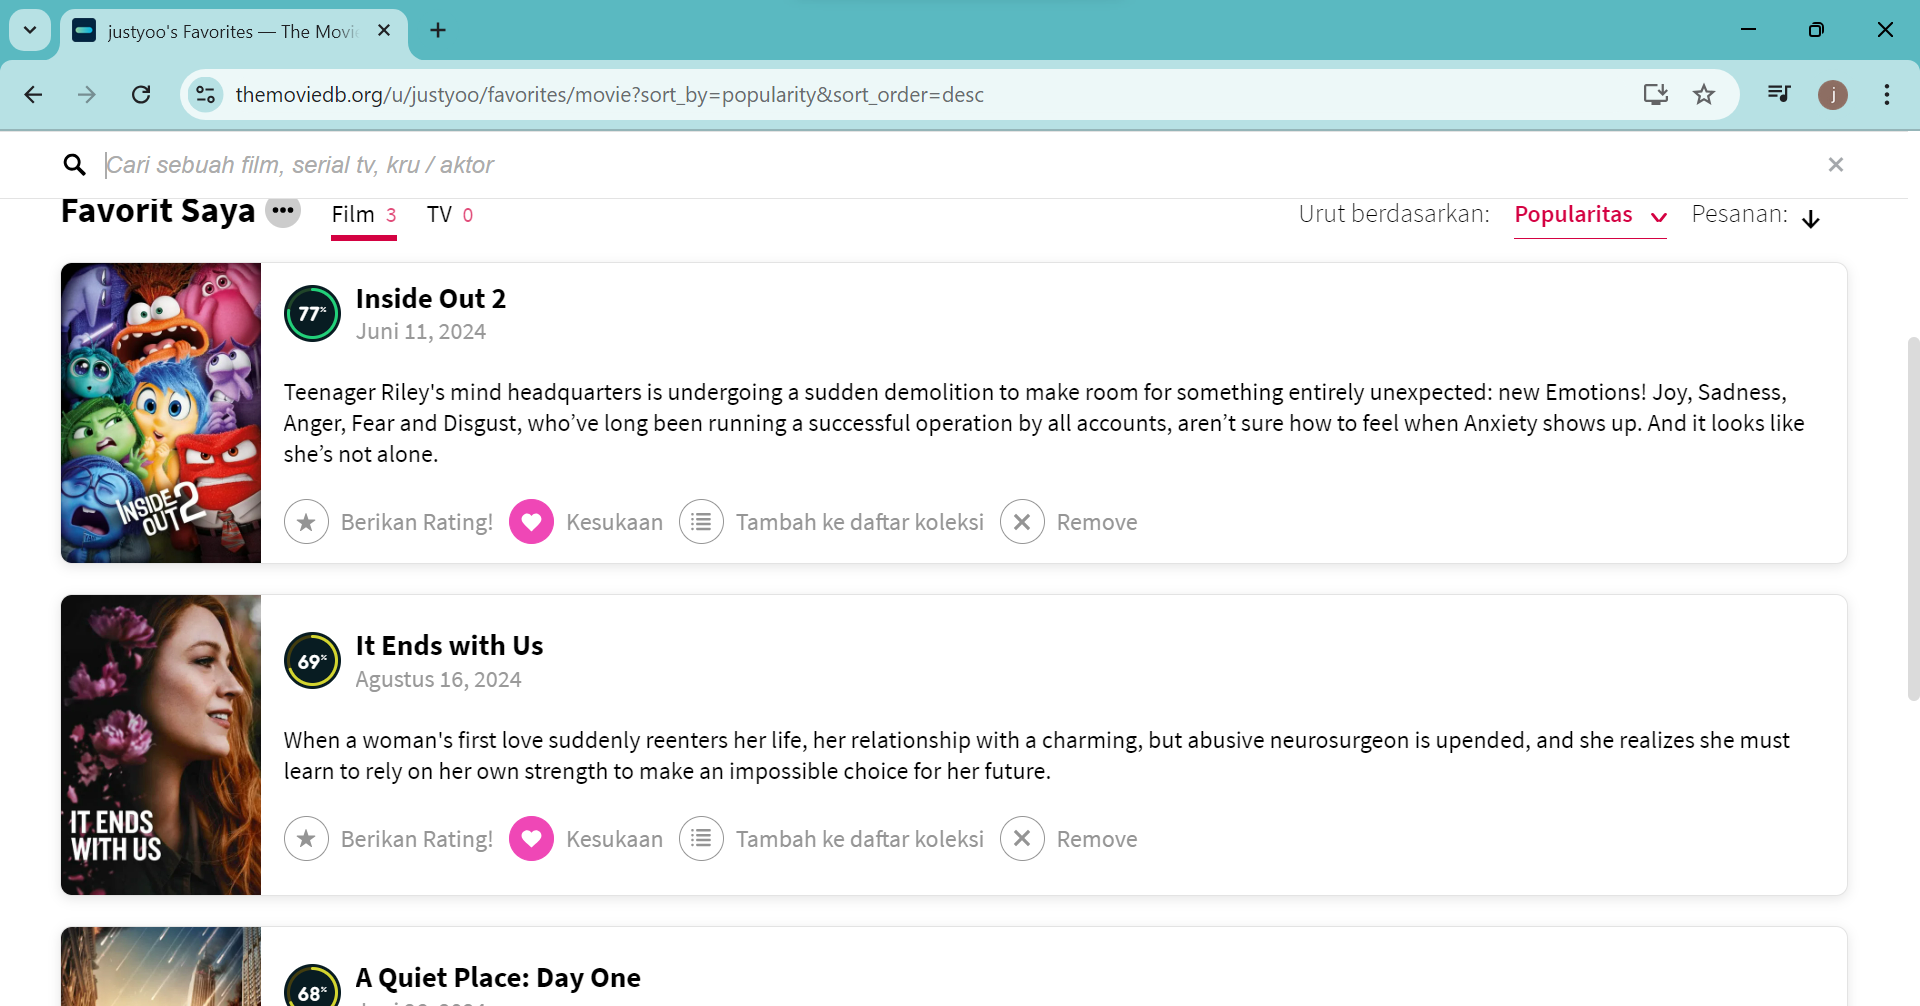 justyoo's Favorites — The Movi
themoviedb.org/u/justyoo/favorites/movie?sort_by=popularity&sort_order=desc
j
Cari sebuah film, serial tv, kru / aktor
Favorit Saya
Film 3
TV 0
Urut berdasarkan: Popularitas
Pesanan:
INSIDE OUT 2
77%
Inside Out 2
Juni 11, 2024
Teenager Riley's mind headquarters is undergoing a sudden demolition to make room for something entirely unexpected: new Emotions! Joy, Sadness,
Anger, Fear and Disgust, who’ve long been running a successful operation by all accounts, aren’t sure how to feel when Anxiety shows up. And it looks like
she’s not alone.
Berikan Rating! Kesukaan Tambah ke daftar koleksi Remove
IT ENDS
WITH US
69%
It Ends with Us
Agustus 16, 2024
When a woman's first love suddenly reenters her life, her relationship with a charming, but abusive neurosurgeon is upended, and she realizes she must
learn to rely on her own strength to make an impossible choice for her future.
Berikan Rating! Kesukaan Tambah ke daftar koleksi Remove
68%
A Quiet Place: Day One